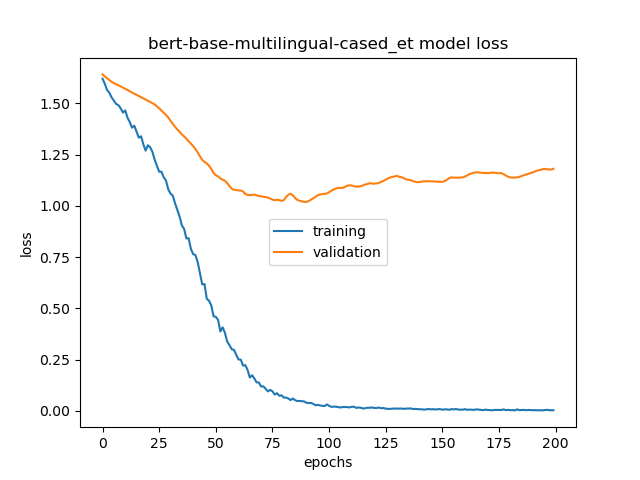 bert-base-multilingual-cased_et model loss
loss
1.50
1.25
1.00
0.75
0.50
0.25
0.00
training
validation
0 25 50 75 100 125 150 175 200
epochs